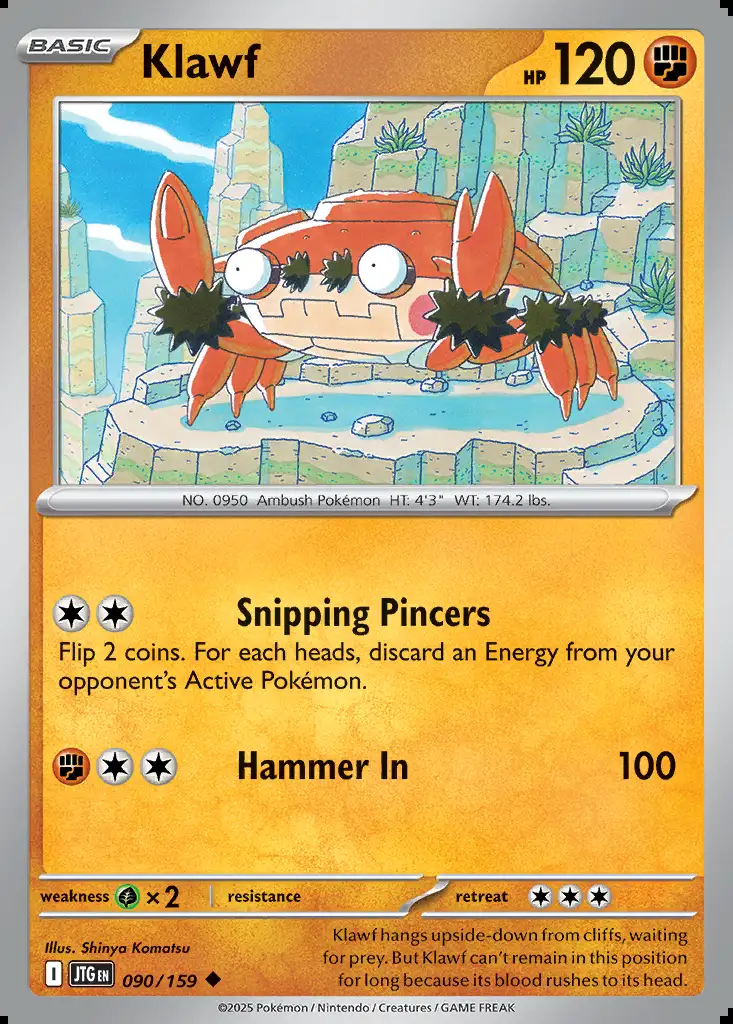 BASIC
Klawf
HP 120
NO. 0950 Ambush Pokémon HT: 4'3" WT: 174.2 lbs.
Snipping Pincers
Flip 2 coins. For each heads, discard an Energy from your
opponent's Active Pokémon.
Hammer In 100
weakness ×2 resistance retreat
Illus. Shinya Komatsu
Klawf hangs upside-down from cliffs, waiting
for prey. But Klawf can't remain in this position
for long because its blood rushes to its head.
I JTG EN 090/159
©2025 Pokémon / Nintendo / Creatures / GAME FREAK